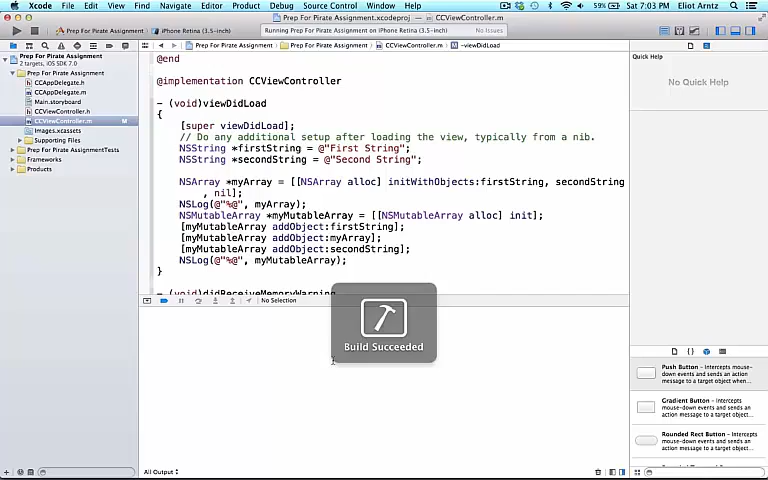 Xcode File Edit View Find Navigate Editor Product Debug Source Control Window Help 59% Sat 7:03 PM Eliot Arntz
Prep For Pirate Assignment.xcodeproj — CCViewController.m
Prep For Pirate Assignment iPhone Retina (3.5-inch) Running Prep For Pirate Assignment on iPhone Retina (3.5-inch) No Issues
Prep For Pirate Assignment Prep For Pirate Assignment CCViewController.m -viewDidLoad
Prep For Pirate Assignment
2 targets, iOS SDK 7.0
Prep For Pirate Assignment
CCAppDelegate.h
CCAppDelegate.m
Main.storyboard
CCViewController.h
CCViewController.m M
Images.xcassets
Supporting Files
Prep For Pirate AssignmentTests
Frameworks
Products
@end
@implementation CCViewController
- (void)viewDidLoad
{
[super viewDidLoad];
// Do any additional setup after loading the view, typically from a nib.
NSString *firstString = @"First String";
NSString *secondString = @"Second String";
NSArray *myArray = [[NSArray alloc] initWithObjects:firstString, secondString
, nil];
NSLog(@"%@", myArray);
NSMutableArray *myMutableArray = [[NSMutableArray alloc] init];
[myMutableArray addObject:firstString];
[myMutableArray addObject:myArray];
[myMutableArray addObject:secondString];
NSLog(@"%@", myMutableArray);
}
- (void)didReceiveMemoryWarning
No Selection
Build Succeeded
All Output
Quick Help
No Quick Help
Push Button - Intercepts mouse-
down events and sends an action
message to a target object when...
Gradient Button - Intercepts
mouse-down events and sends an
action message to a target object...
Rounded Rect Button - Intercepts
mouse-down events and sends an
action message to a target object...